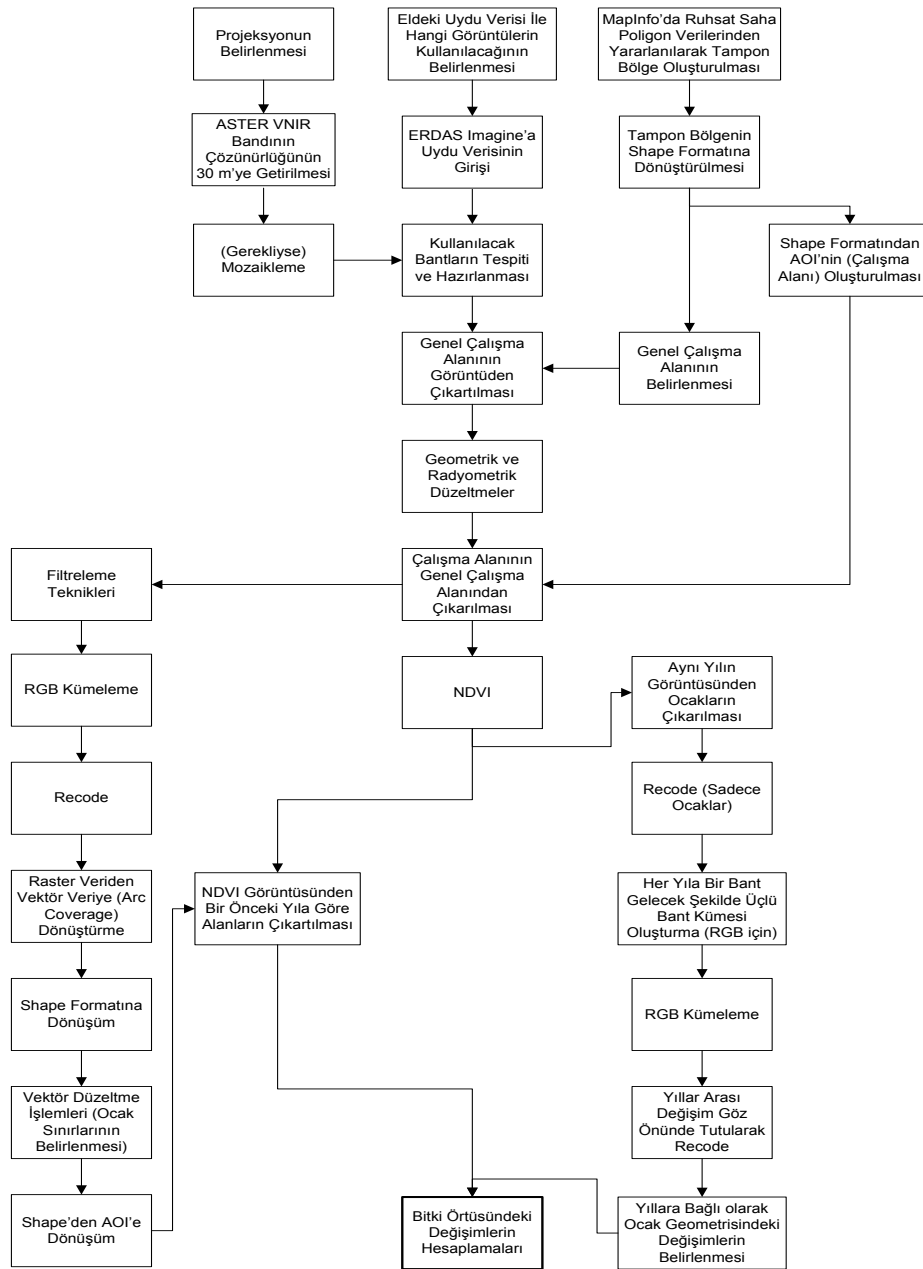 Projeksiyonun
Belirlenmesi
Eldeki Uydu Verisi İle
Hangi Görüntülerin
Kullanılacağının
Belirlenmesi
MapInfo'da Ruhsat Saha
Poligon Verilerinden
Yararlanılarak Tampon
Bölge Oluşturulması
ASTER VNIR
Bandının
Çözünürlüğünün
30 m'ye Getirilmesi
ERDAS Imagine'a
Uydu Verisinin
Girişi
Tampon Bölgenin
Shape Formatına
Dönüştürülmesi
(Gerekliyse)
Mozaikleme
Kullanılacak
Bantların Tespiti
ve Hazırlanması
Shape Formatından
AOI'nin (Çalışma
Alanı) Oluşturulması
Genel Çalışma
Alanının
Görüntüden
Çıkartılması
Genel Çalışma
Alanının
Belirlenmesi
Geometrik ve
Radyometrik
Düzeltmeler
Filtreleme
Teknikleri
Çalışma Alanının
Genel Çalışma
Alanından
Çıkarılması
RGB Kümeleme
NDVI
Aynı Yılın
Görüntüsünden
Ocakların
Çıkarılması
Recode
Recode (Sadece
Ocaklar)
Raster Veriden
Vektör Veriye (Arc
Coverage)
Dönüştürme
NDVI Görüntüsünden
Bir Önceki Yıla Göre
Alanların Çıkartılması
Her Yıla Bir Bant
Gelecek Şekilde Üçlü
Bant Kümesi
Oluşturma (RGB için)
Shape Formatına
Dönüşüm
RGB Kümeleme
Vektör Düzeltme
İşlemleri (Ocak
Sınırlarının
Belirlenmesi)
Yıllar Arası
Değişim Göz
Önünde Tutularak
Recode
Shape'den AOI'e
Dönüşüm
Bitki Örtüsündeki
Değişimlerin
Hesaplamaları
Yıllara Bağlı olarak
Ocak Geometrisindeki
Değişimlerin
Belirlenmesi